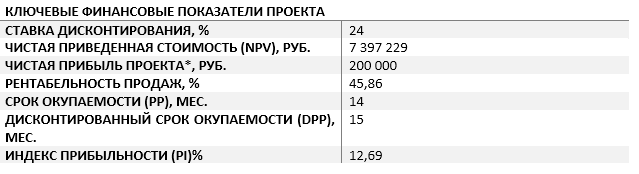 КЛЮЧЕВЫЕ ФИНАНСОВЫЕ ПОКАЗАТЕЛИ ПРОЕКТА
СТАВКА ДИСКОНТИРОВАНИЯ, % 24
ЧИСТАЯ ПРИВЕДЕННАЯ СТОИМОСТЬ (NPV), РУБ. 7 397 229
ЧИСТАЯ ПРИБЫЛЬ ПРОЕКТА*, РУБ. 200 000
РЕНТАБЕЛЬНОСТЬ ПРОДАЖ, % 45,86
СРОК ОКУПАЕМОСТИ (PP), МЕС. 14
ДИСКОНТИРОВАННЫЙ СРОК ОКУПАЕМОСТИ (DPP), 15
МЕС.
ИНДЕКС ПРИБЫЛЬНОСТИ (PI)% 12,69